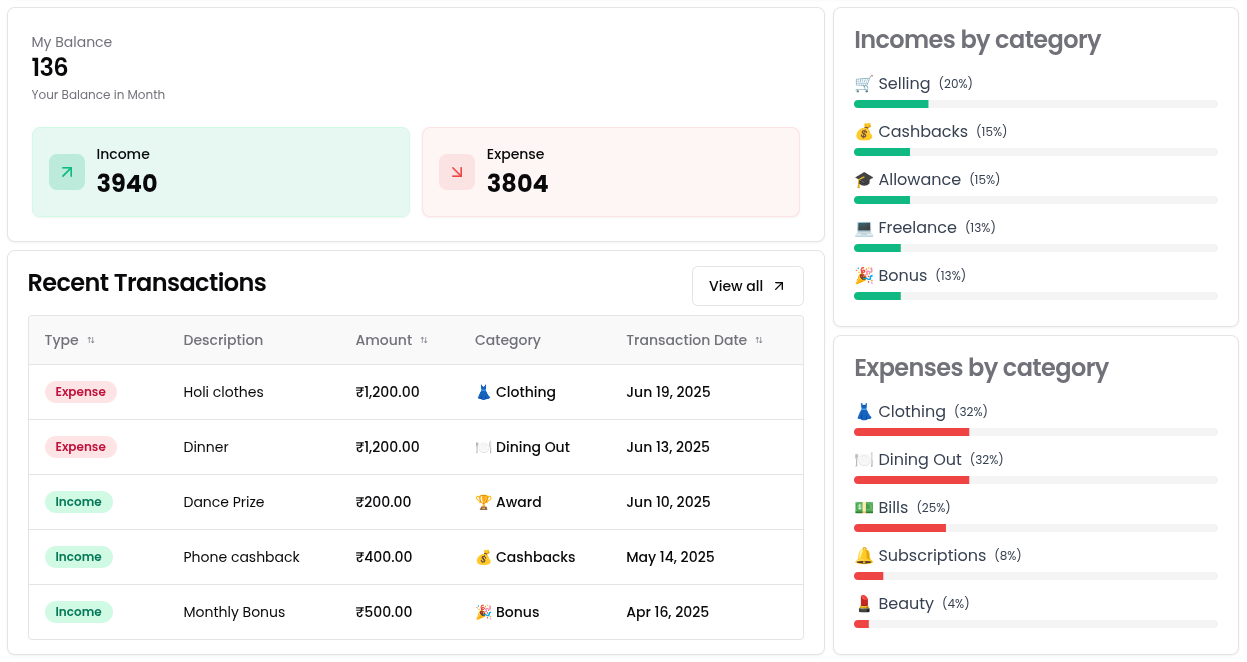 My Balance
136
Your Balance in Month
Income
3940
Expense
3804
Recent Transactions
View all
Type Description Amount Category Transaction Date
Expense Holi clothes ₹1,200.00 👗 Clothing Jun 19, 2025
Expense Dinner ₹1,200.00 🍽️ Dining Out Jun 13, 2025
Income Dance Prize ₹200.00 🏆 Award Jun 10, 2025
Income Phone cashback ₹400.00 💰 Cashbacks May 14, 2025
Income Monthly Bonus ₹500.00 🎉 Bonus Apr 16, 2025
Incomes by category
🛒 Selling (20%)
💰 Cashbacks (15%)
🎓 Allowance (15%)
💻 Freelance (13%)
🎉 Bonus (13%)
Expenses by category
👗 Clothing (32%)
🍽️ Dining Out (32%)
💵 Bills (25%)
🔔 Subscriptions (8%)
💄 Beauty (4%)